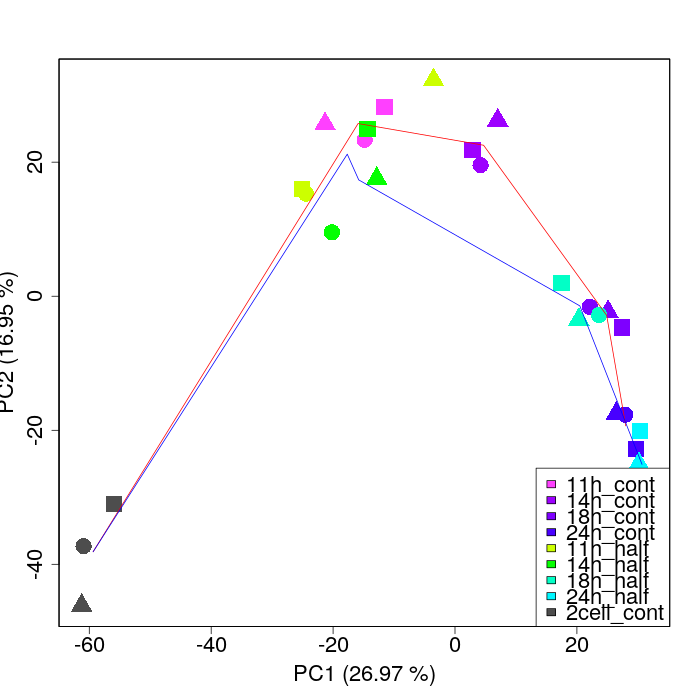 20
0
-20
-40
PC2 (16.95 %)
11h_cont
14h_cont
18h_cont
24h_cont
11h_half
14h_half
18h_half
24h_half
2cell_cont
-60 -40 -20 0 20
PC1 (26.97 %)